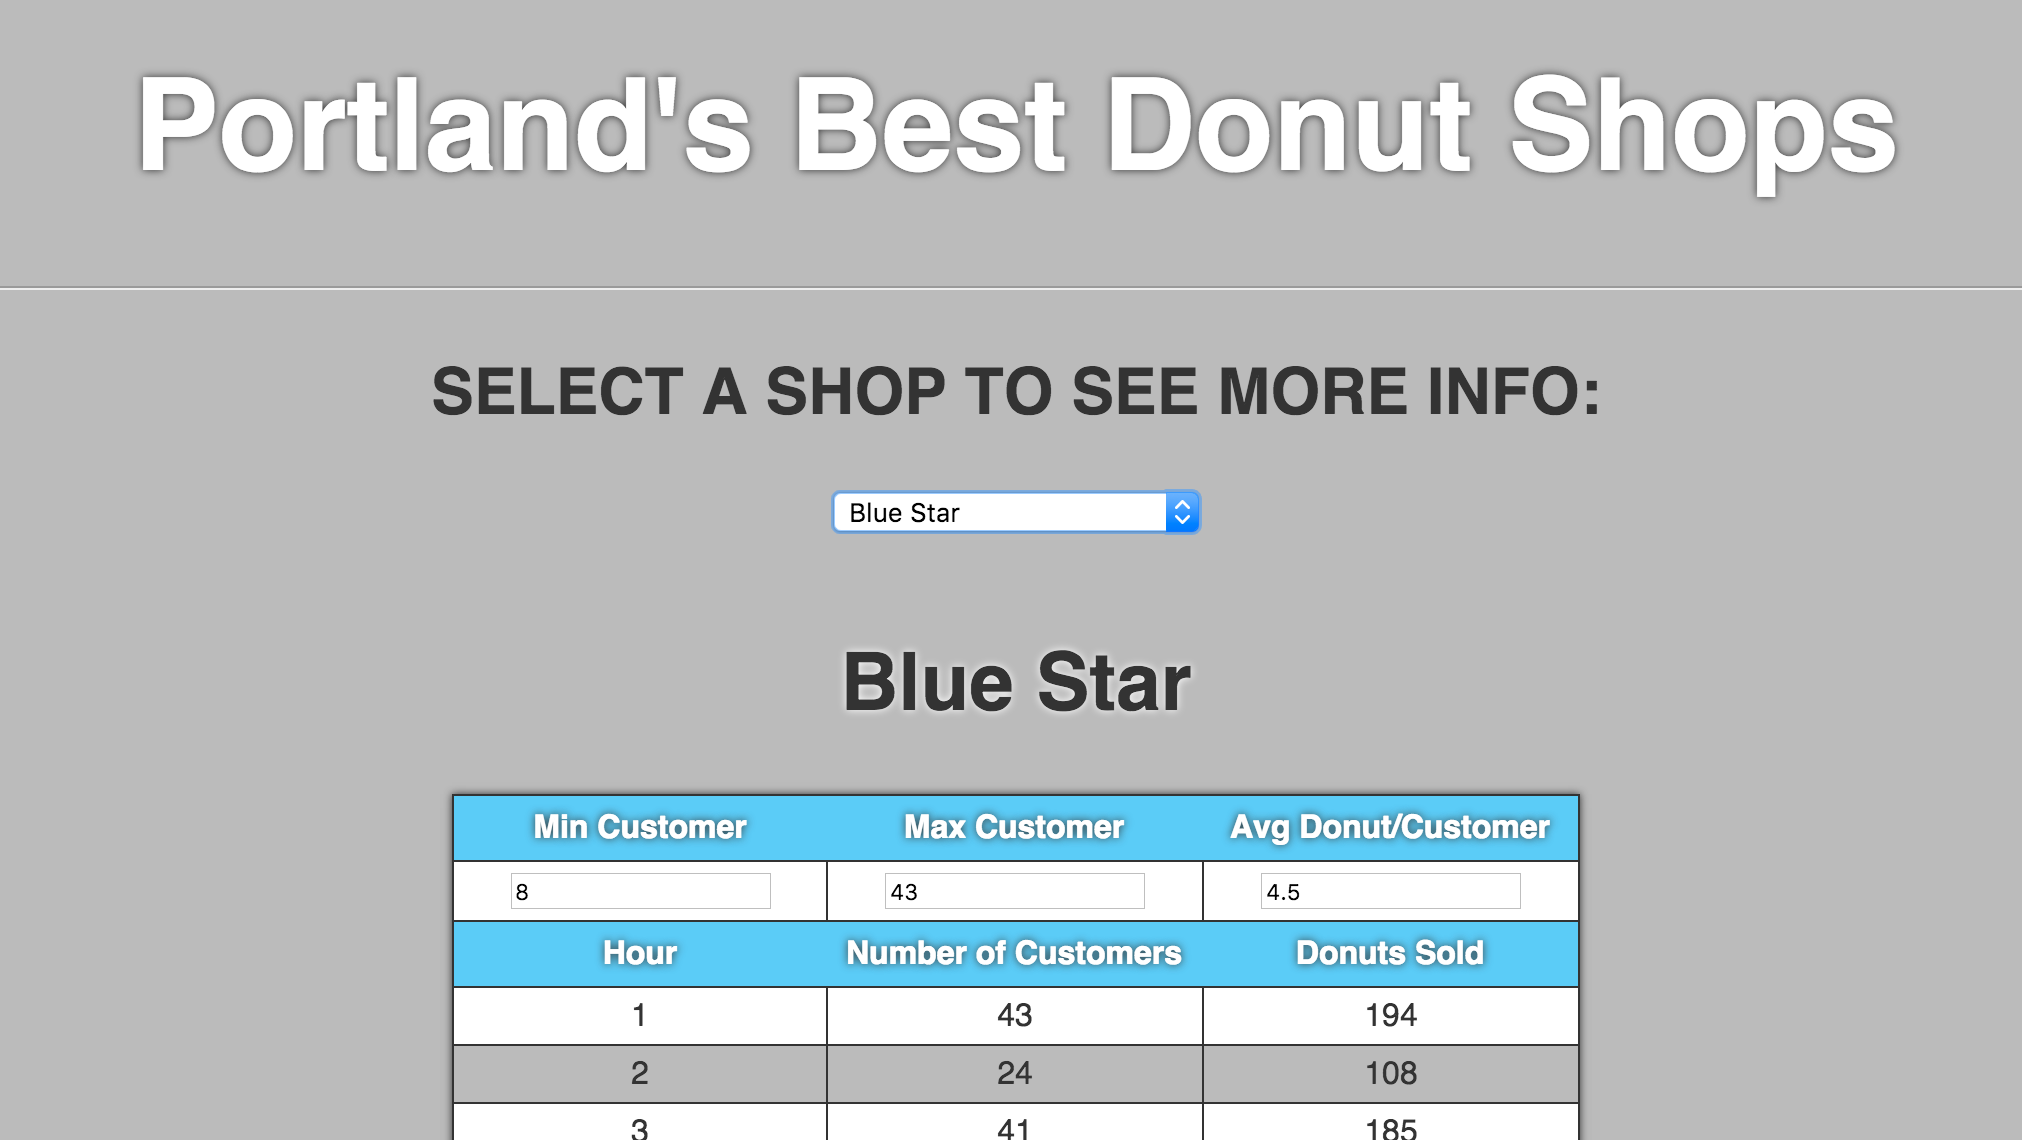 Portland's Best Donut Shops
SELECT A SHOP TO SEE MORE INFO:
Blue Star
Blue Star
Min Customer Max Customer Avg Donut/Customer
8 43 4.5
Hour Number of Customers Donuts Sold
1 43 194
2 24 108
3 41 185